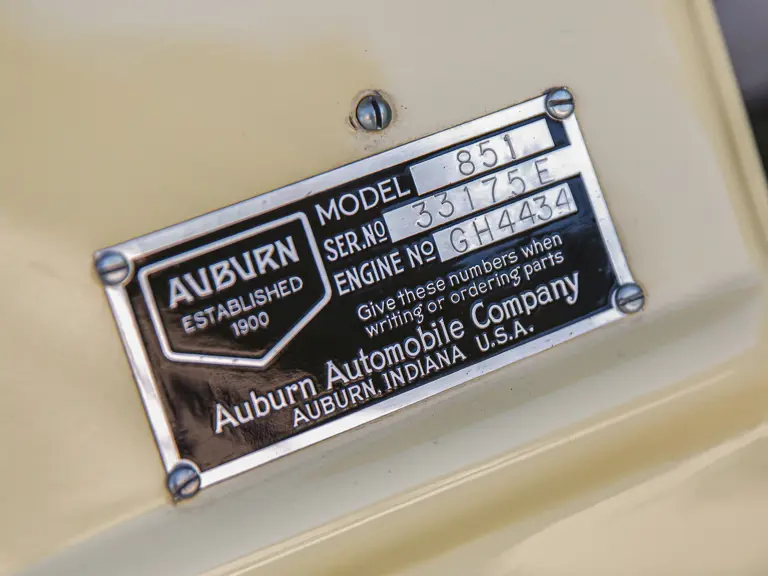 AUBURN
ESTABLISHED
1900
MODEL 851
SER.NO 33175E
ENGINE NO GH4434
Give these numbers when
writing or ordering parts
Auburn Automobile Company
AUBURN, INDIANA U.S.A.